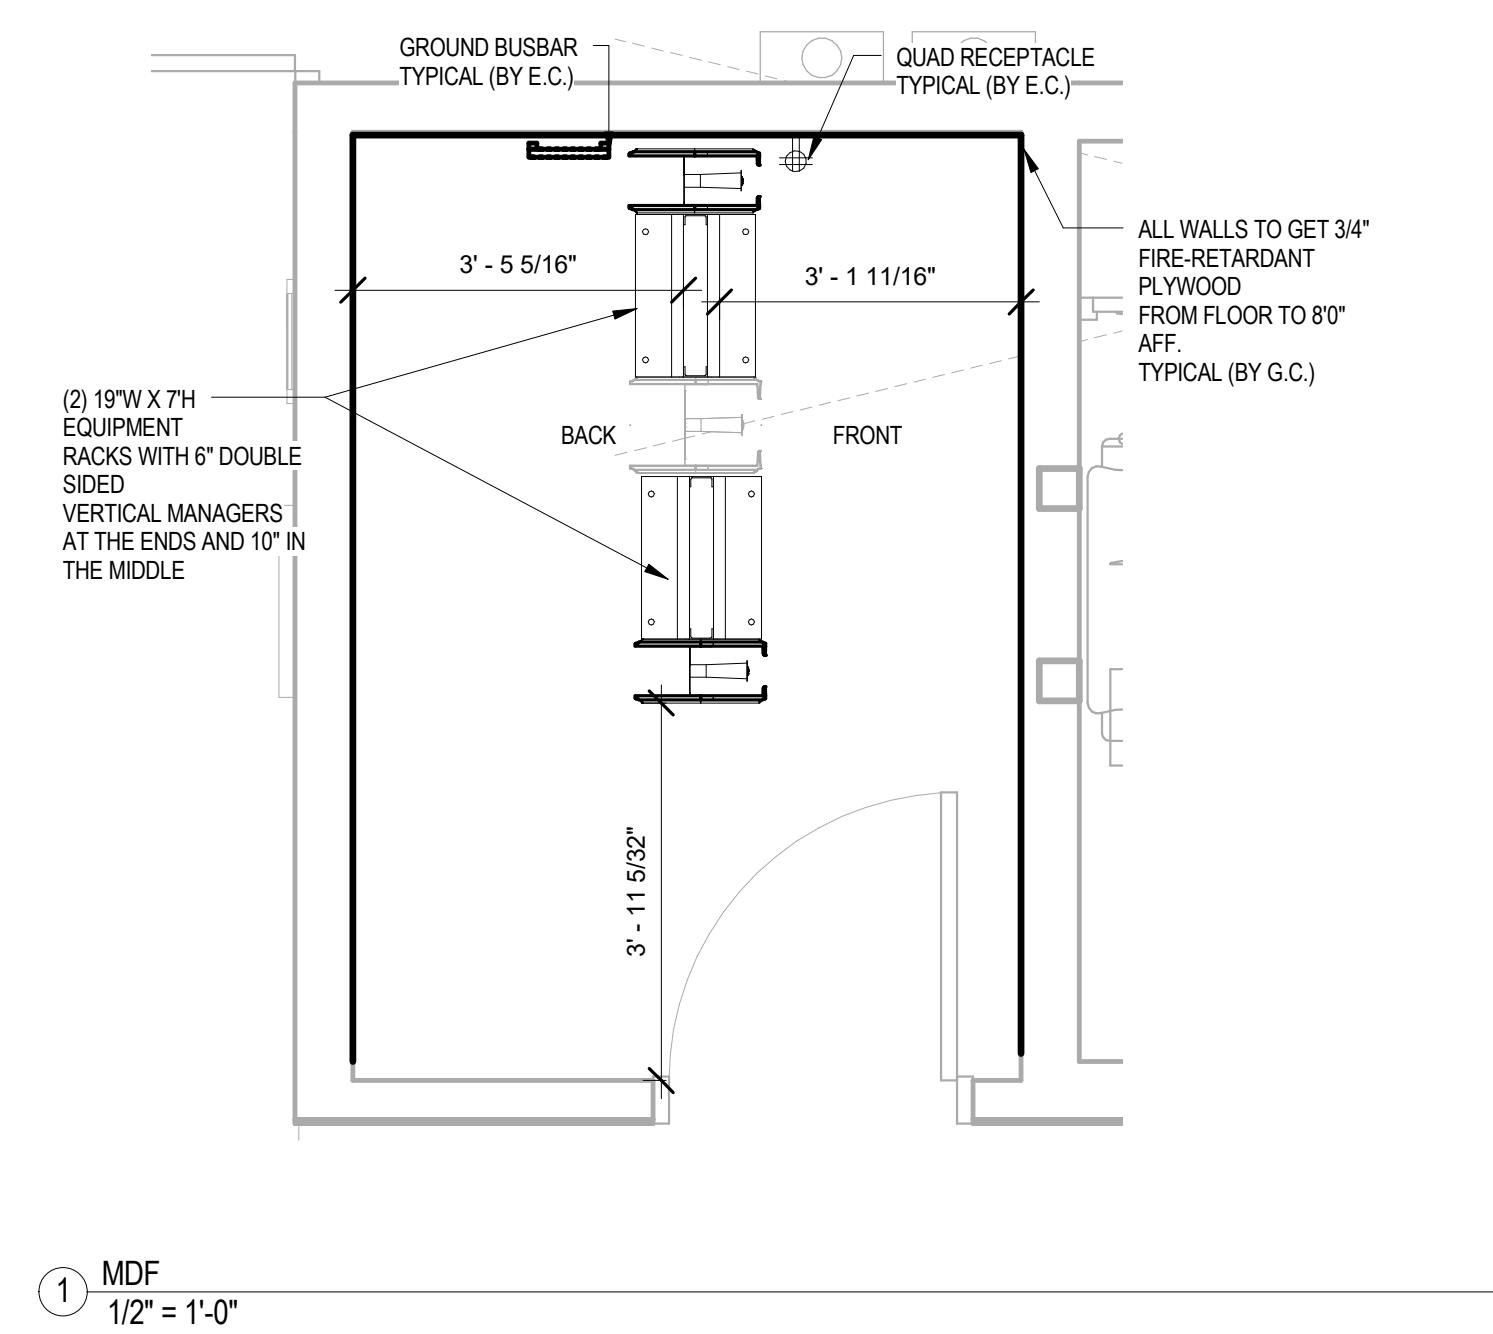 GROUND BUSBAR
TYPICAL (BY E.C.)
QUAD RECEPTACLE
TYPICAL (BY E.C.)
ALL WALLS TO GET 3/4"
FIRE-RETARDANT
PLYWOOD
FROM FLOOR TO 8'0"
AFF.
TYPICAL (BY G.C.)
3' - 5 5/16"
3' - 1 11/16"
(2) 19"W X 7'H
EQUIPMENT
RACKS WITH 6" DOUBLE
SIDED
VERTICAL MANAGERS
AT THE ENDS AND 10" IN
THE MIDDLE
BACK
FRONT
3' - 11 5/32"
1
MDF
1/2" = 1'-0"